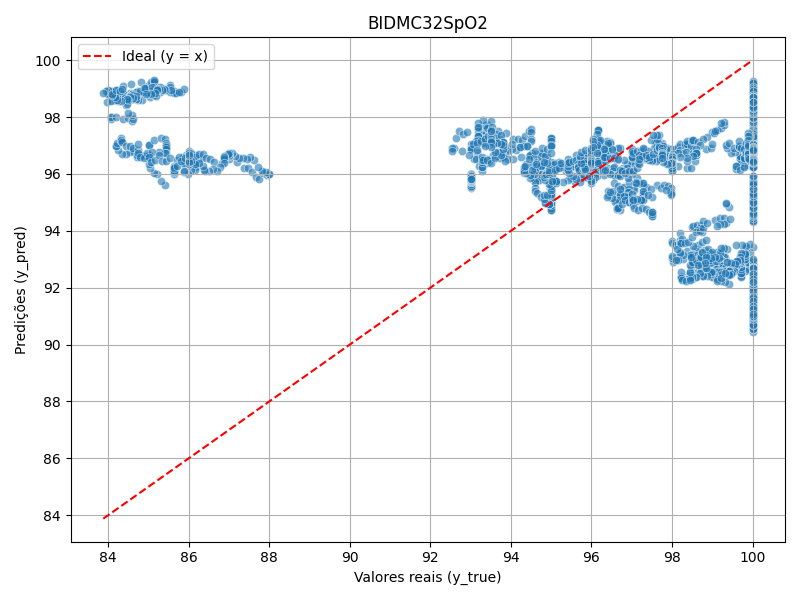 BIDMC32SpO2
Ideal (y = x)
Predições (y_pred)
100
98
96
94
92
90
88
86
84
84 86 88 90 92 94 96 98 100
Valores reais (y_true)